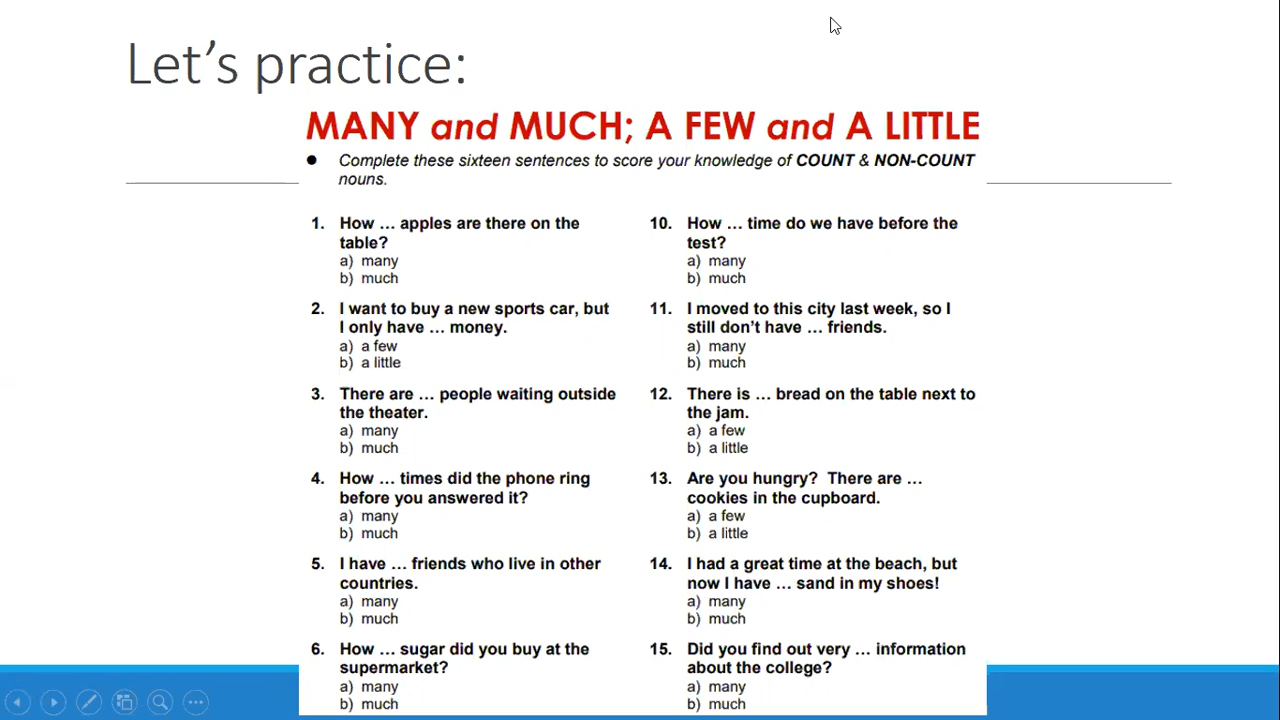 Let's practice:
MANY and MUCH; A FEW and A LITTLE
● Complete these sixteen sentences to score your knowledge of COUNT & NON-COUNT
nouns.
1. How … apples are there on the
table?
a) many
b) much
2. I want to buy a new sports car, but
I only have … money.
a) a few
b) a little
3. There are … people waiting outside
the theater.
a) many
b) much
4. How … times did the phone ring
before you answered it?
a) many
b) much
5. I have … friends who live in other
countries.
a) many
b) much
6. How … sugar did you buy at the
supermarket?
a) many
b) much
10. How … time do we have before the
test?
a) many
b) much
11. I moved to this city last week, so I
still don't have … friends.
a) many
b) much
12. There is … bread on the table next to
the jam.
a) a few
b) a little
13. Are you hungry? There are …
cookies in the cupboard.
a) a few
b) a little
14. I had a great time at the beach, but
now I have … sand in my shoes!
a) many
b) much
15. Did you find out very … information
about the college?
a) many
b) much